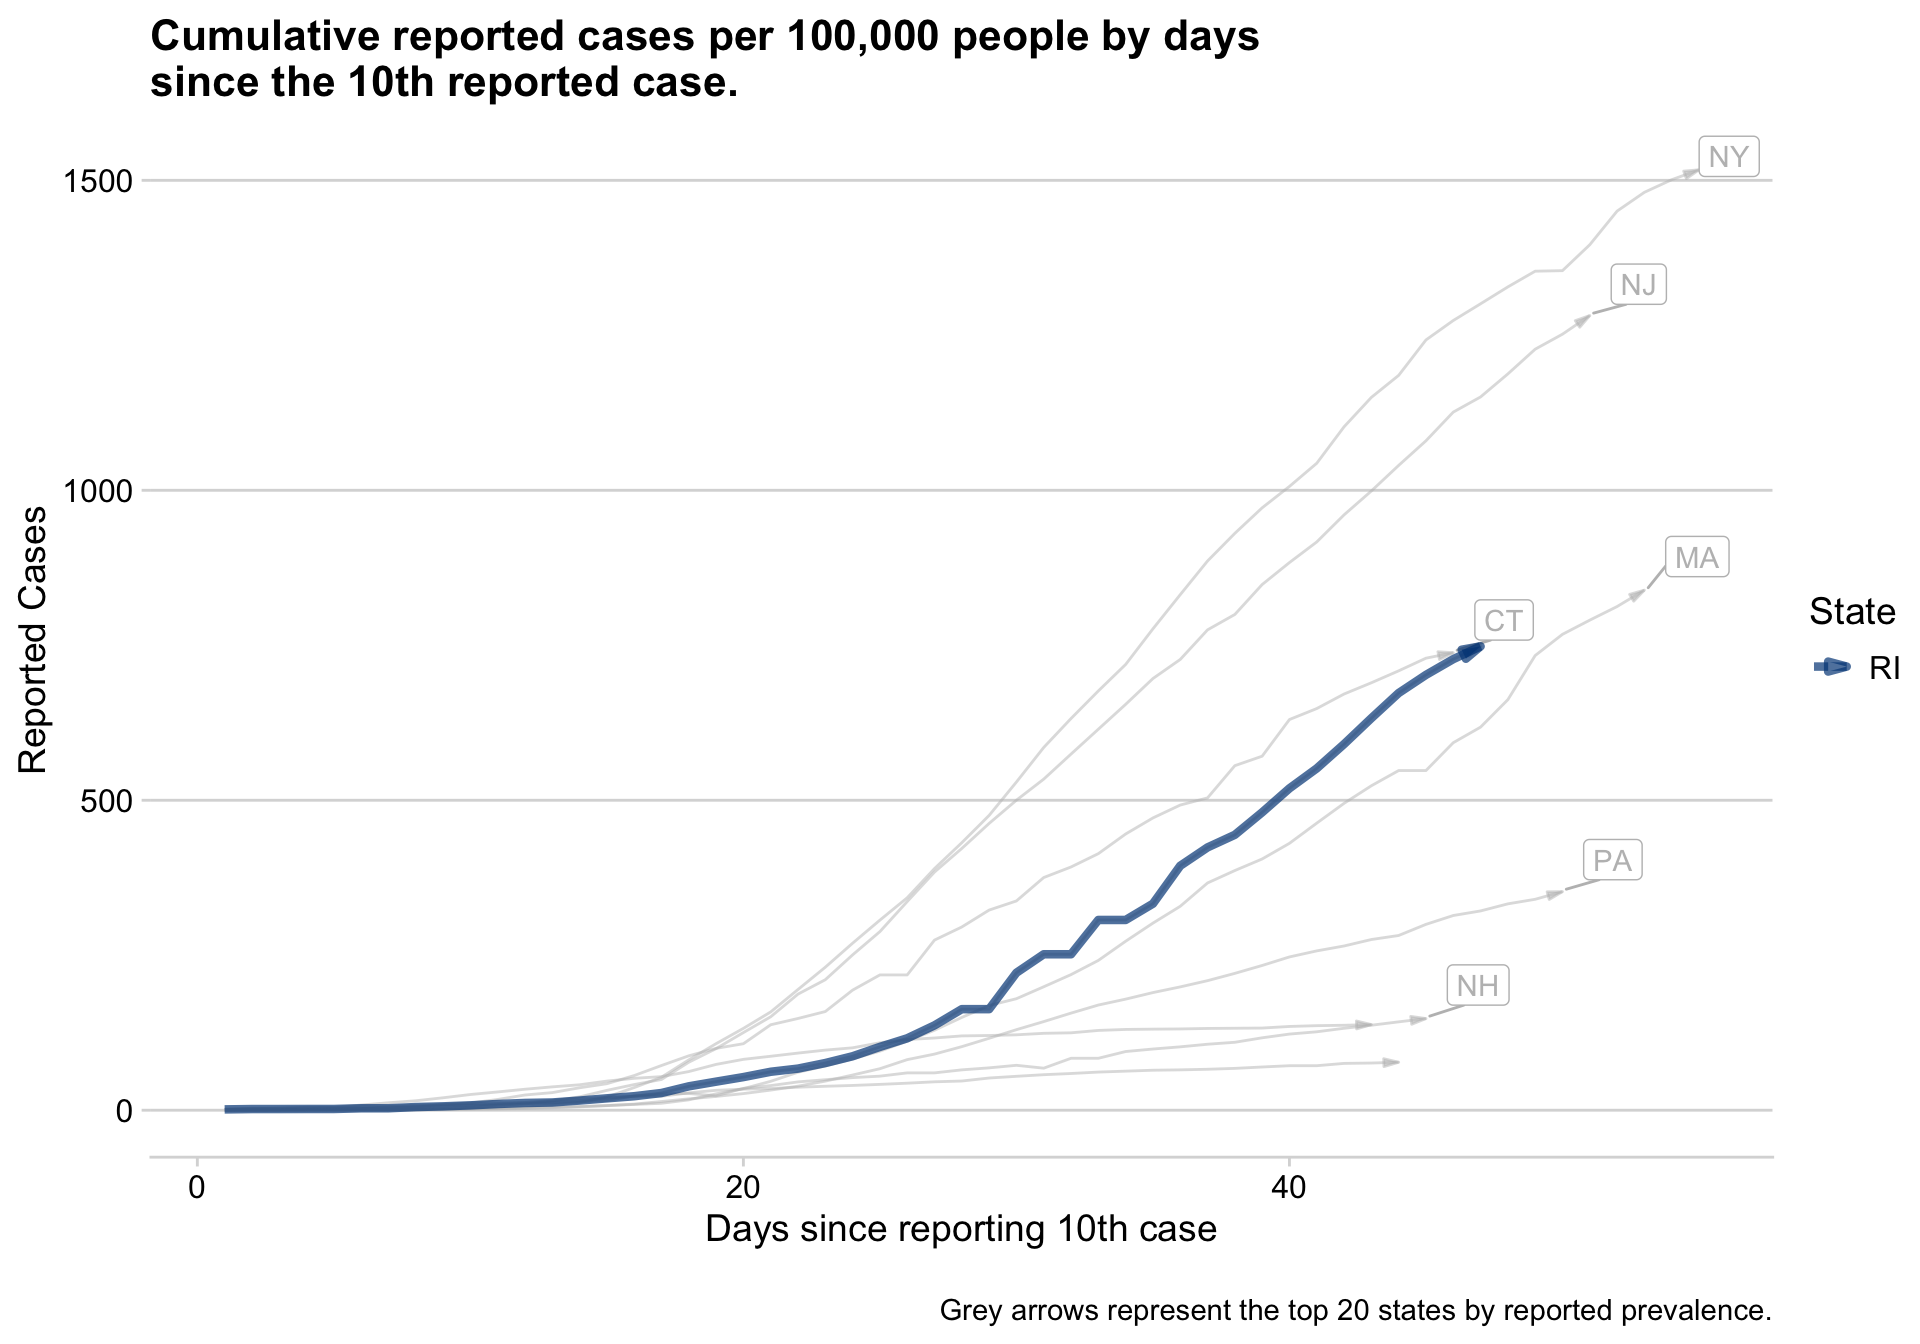 Cumulative reported cases per 100,000 people by days
since the 10th reported case.
1500
1000
500
0
Reported Cases
NY
NJ
MA
CT
PA
NH
State
RI
0
20
40
Days since reporting 10th case
Grey arrows represent the top 20 states by reported prevalence.